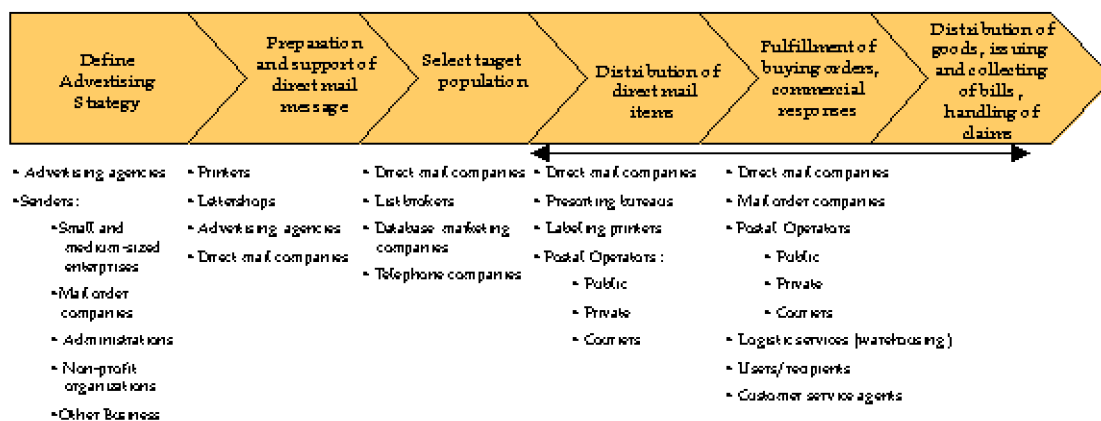 Define
Advertising
Strategy
Preparation
and support of
direct mail
message
Select target
population
Distribution of
direct mail
items
Fulfillment of
buying orders,
commercial
responses
Distribution of
goods, issuing
and collecting
of bills,
handling of
claims
• Advertising agencies
• Senders:
• Small and
medium-sized
enterprises
• Mail order
companies
• Administrations
• Non-profit
organizations
• Other Business
• Printers
• Lettershops
• Advertising agencies
• Direct mail companies
• Direct mail companies
• List brokers
• Database marketing
companies
• Telephone companies
• Direct mail companies
• Presorting bureaus
• Labeling printers
• Postal Operators:
• Public
• Private
• Couriers
• Direct mail companies
• Mail order companies
• Postal Operators
• Public
• Private
• Couriers
• Logistic services (warehousing)
• Users/recipients
• Customer service agents